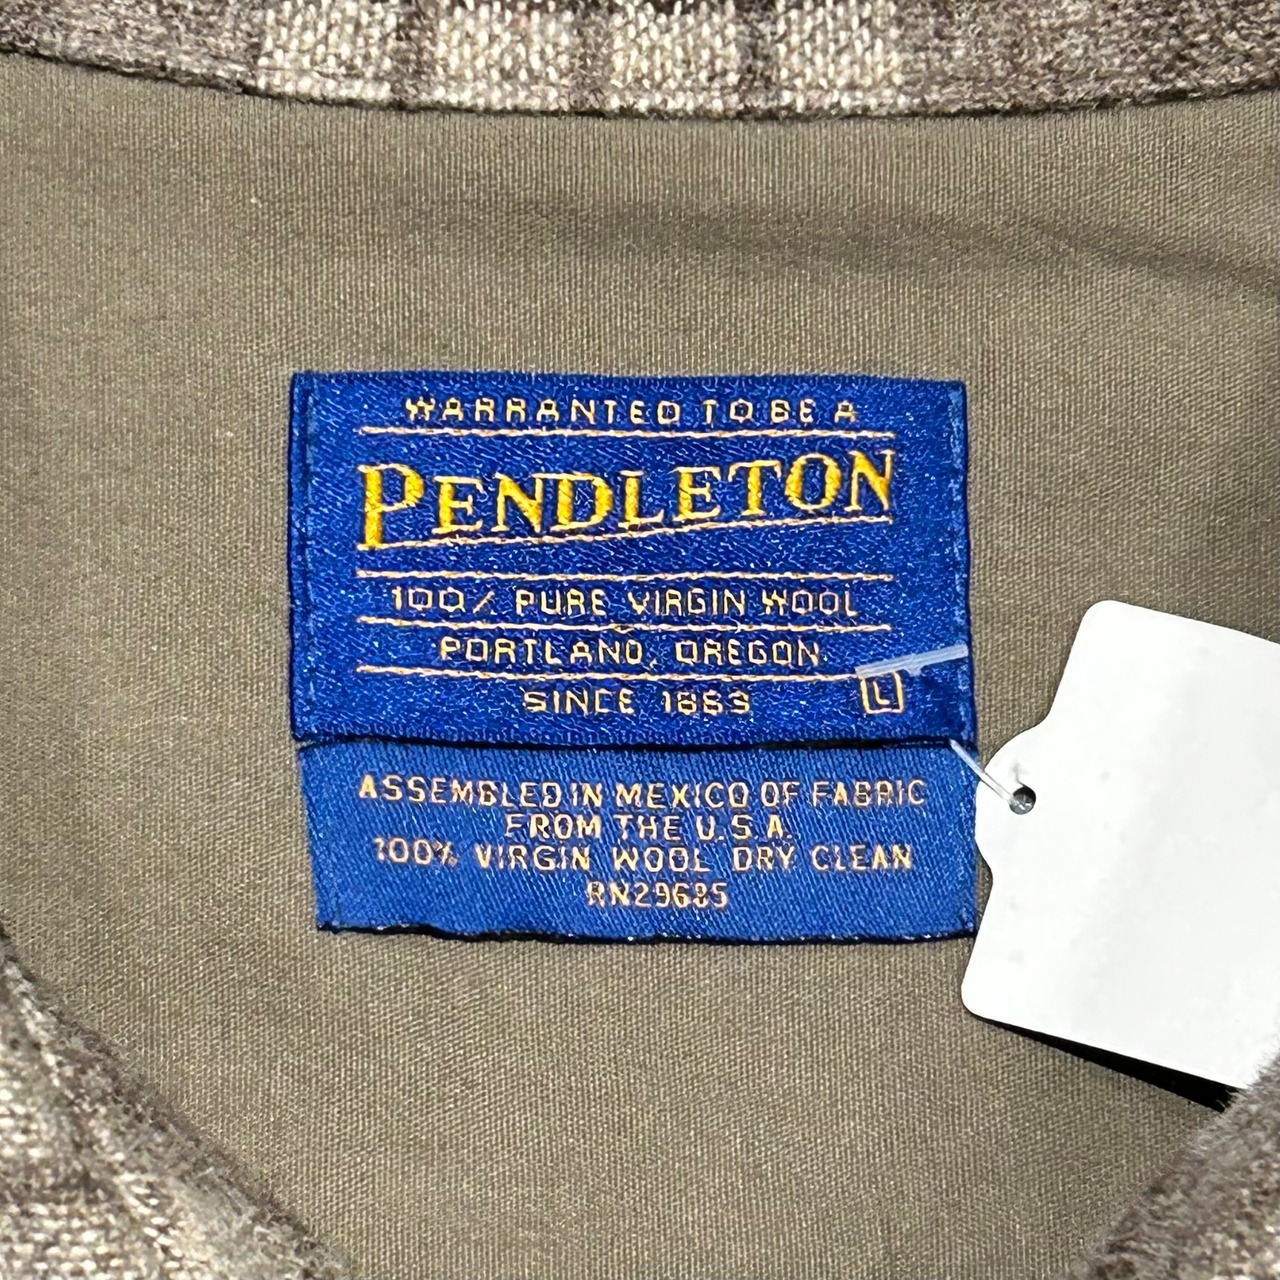 WARRANTED TO BE A
PENDLETON
100% PURE VIRGIN WOOL
PORTLAND, OREGON.
SINCE 1863
L
ASSEMBLED IN MEXICO OF FABRIC
FROM THE U.S.A.
100% VIRGIN WOOL DRY CLEAN
RN29685